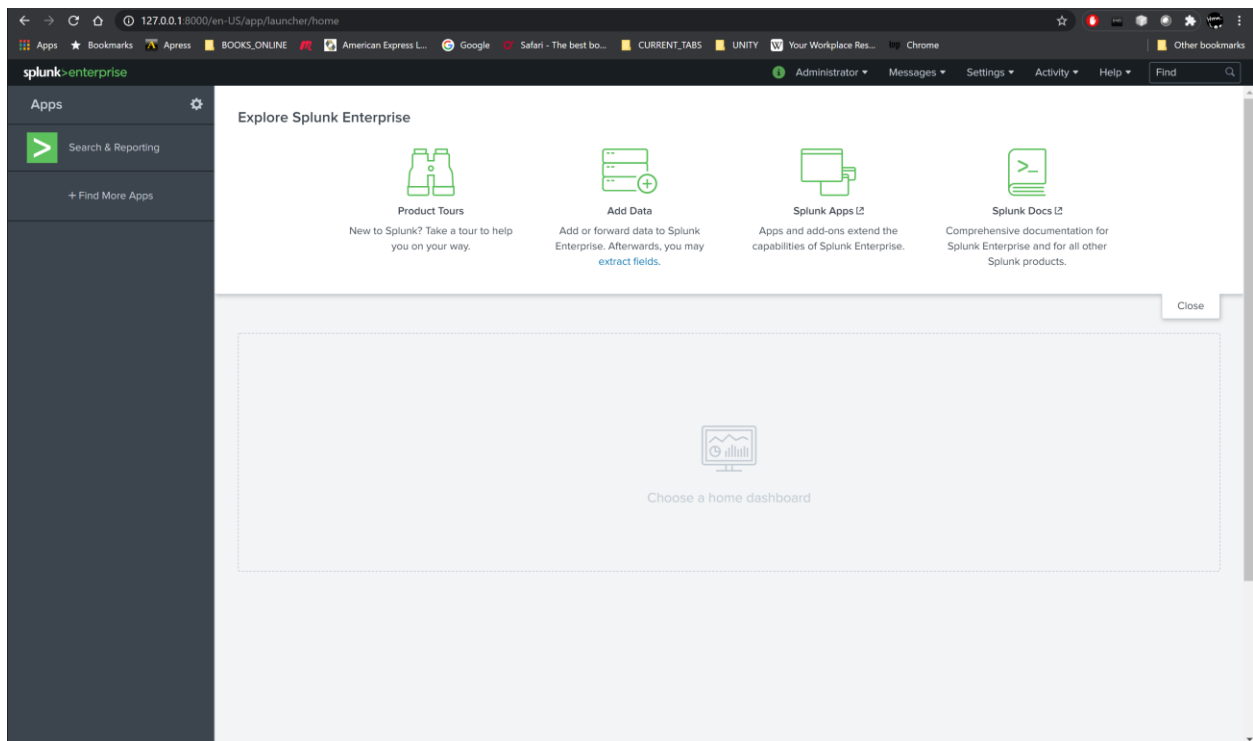 127.0.0.1:8000/en-US/app/launcher/home
Apps Bookmarks Apress BOOKS_ONLINE American Express L... Google Safari - The best bo... CURRENT_TABS UNITY Your Workplace Res... Chrome Other bookmarks
splunk>enterprise Administrator Messages Settings Activity Help Find
Apps
Search & Reporting
+ Find More Apps
Explore Splunk Enterprise
Product Tours
New to Splunk? Take a tour to help
you on your way.
Add Data
Add or forward data to Splunk
Enterprise. Afterwards, you may
extract fields.
Splunk Apps
Apps and add-ons extend the
capabilities of Splunk Enterprise.
Splunk Docs
Comprehensive documentation for
Splunk Enterprise and for all other
Splunk products.
Close
Choose a home dashboard